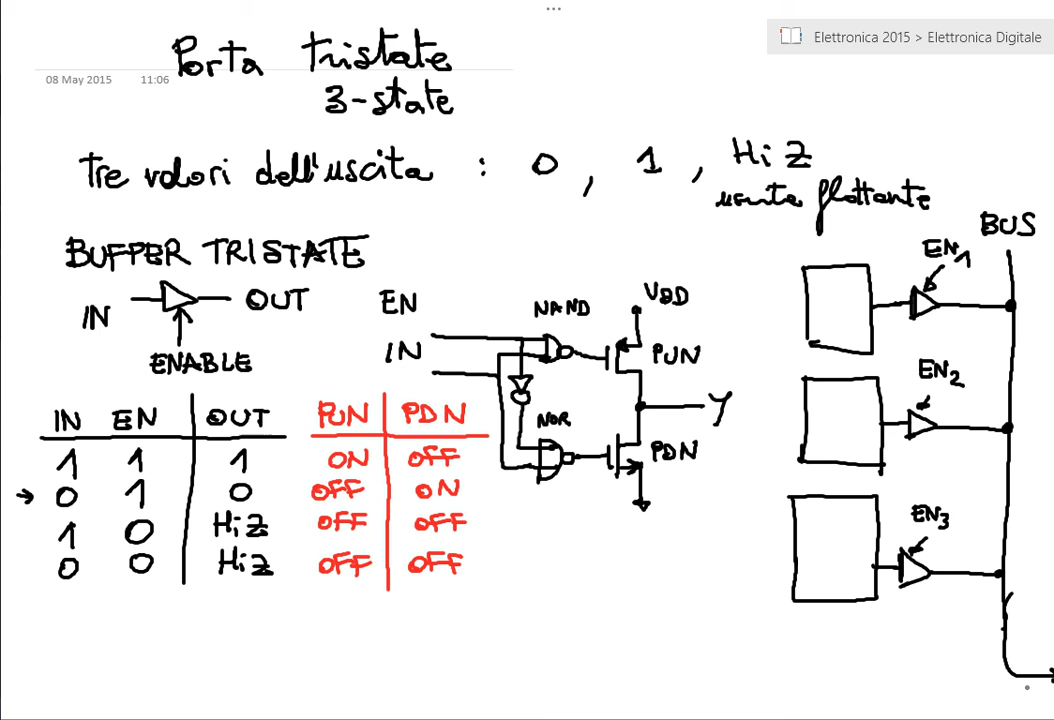 Elettronica 2015 > Elettronica Digitale
Porta tristate
08 May 2015 11:06
3-state
Tre valori dell'uscita : 0 , 1 , Hi Z
uscita flottante
BUFFER TRISTATE
IN OUT
ENABLE
EN
IN
NAND
VDD
PUN
Y
NOR
PDN
IN EN OUT PUN PDN
1 1 1 ON OFF
→ 0 1 0 OFF ON
1 0 Hi Z OFF OFF
0 0 Hi Z OFF OFF
BUS
EN1
EN2
EN3